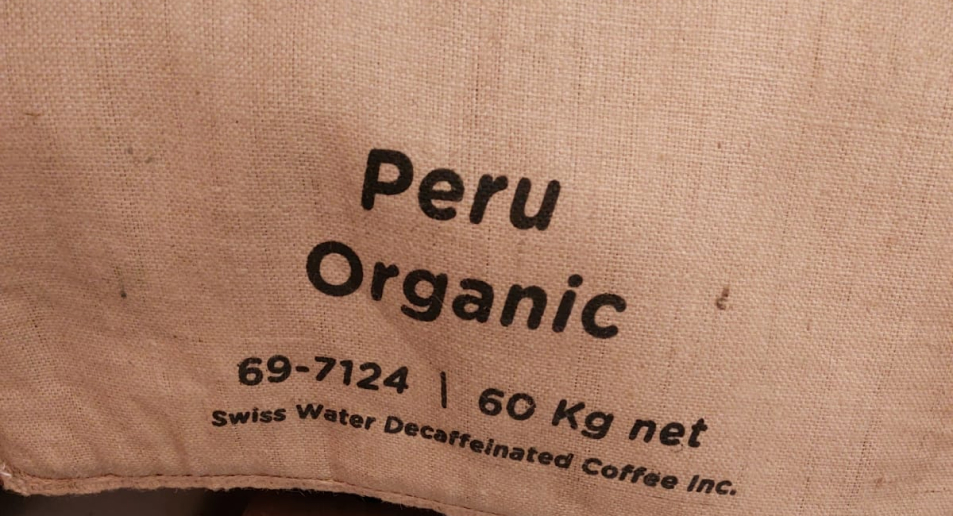 Peru
Organic
69-7124 | 60 Kg net
Swiss Water Decaffeinated Coffee Inc.